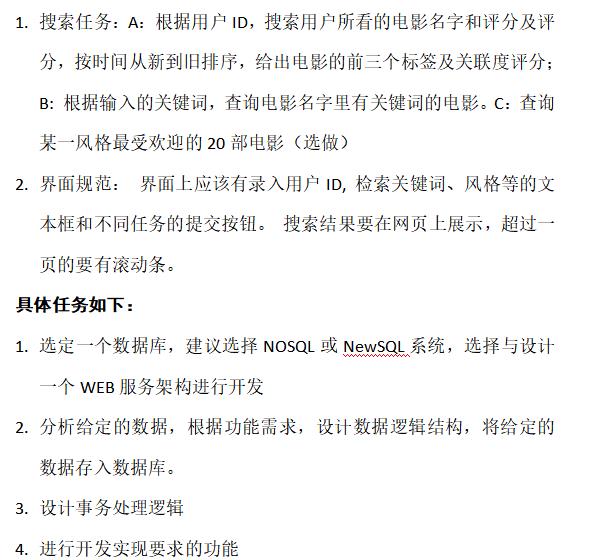 1. 搜索任务：A：根据用户 ID，搜索用户所看的电影名字和评分及评
分，按时间从新到旧排序，给出电影的前三个标签及关联度评分；
B: 根据输入的关键词，查询电影名字里有关键词的电影。C：查询
某一风格最受欢迎的 20 部电影（选做）
2. 界面规范： 界面上应该有录入用户 ID, 检索关键词、风格等的文
本框和不同任务的提交按钮。 搜索结果要在网页上展示，超过一
页的要有滚动条。
具体任务如下：
1. 选定一个数据库，建议选择 NOSQL 或 NewSQL 系统，选择与设计
一个 WEB 服务架构进行开发
2. 分析给定的数据，根据功能需求，设计数据逻辑结构，将给定的
数据存入数据库。
3. 设计事务处理逻辑
4. 进行开发实现要求的功能